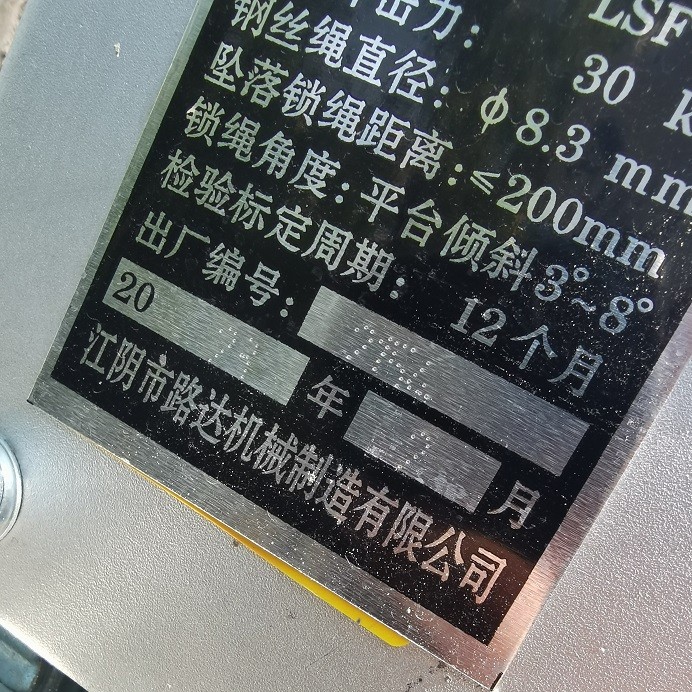 LSF
冲击力: 30 k
钢丝绳直径: φ8.3 mm
坠落锁绳距离: ≤200mm
锁绳角度: 平台倾斜3°~8°
检验标定周期: 12个月
出厂编号:
20 年 月
江阴市路达机械制造有限公司